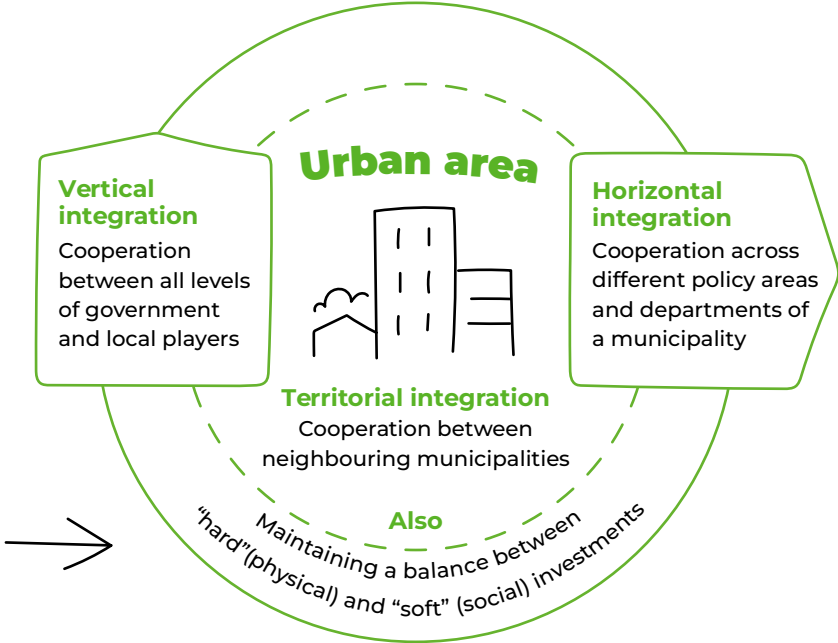 Urban area
Vertical
integration
Cooperation
between all levels
of government
and local players
Horizontal
integration
Cooperation across
different policy areas
and departments of
a municipality
Territorial integration
Cooperation between
neighbouring municipalities
Also
Maintaining a balance between
“hard”(physical) and “soft” (social) investments